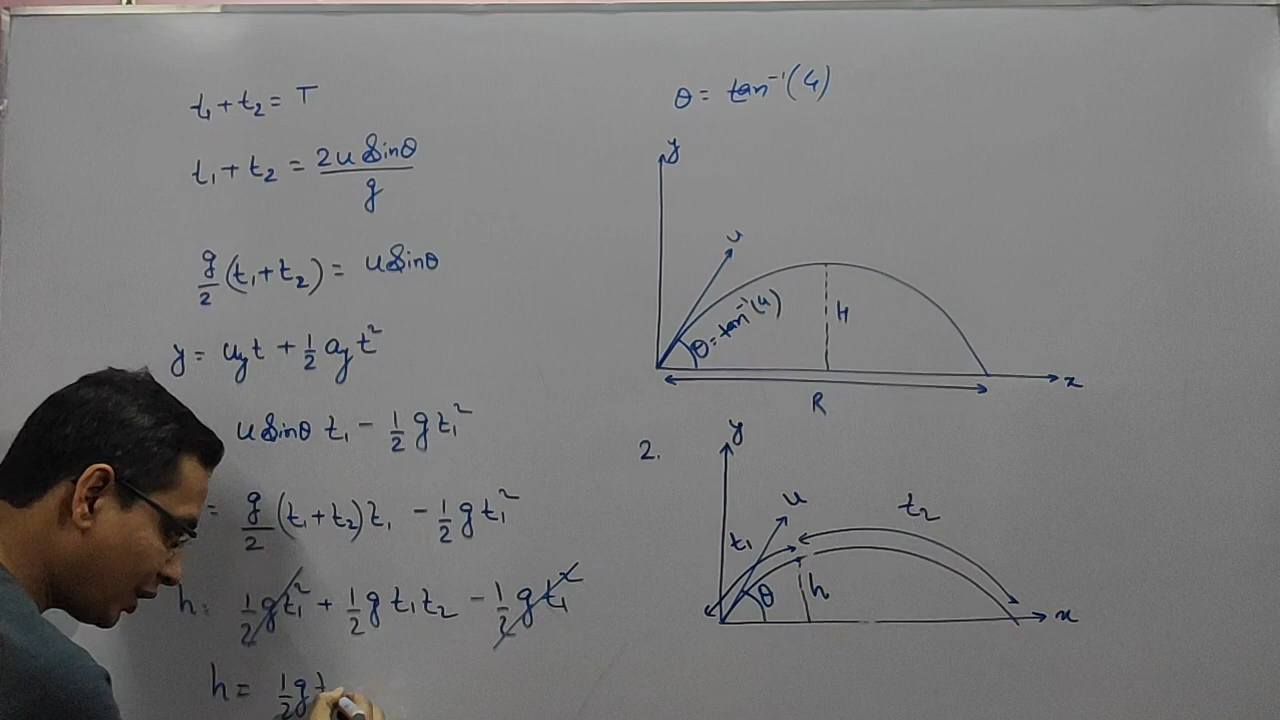 t₁ + t₂ = T
t₁ + t₂ = 2u Sinθ / g
g/2 (t₁ + t₂) = u Sinθ
y = u_y t + ½ a_y t²
u Sinθ t₁ - ½ g t₁²
= g/2 (t₁ + t₂) t₁ - ½ g t₁²
h = ½ g t₁² + ½ g t₁ t₂ - ½ g t₁²
h = ½ g t
θ = tan⁻¹(4)
y
u
θ = tan⁻¹(4)
H
x
R
2.
y
u
t₂
t₁
θ
h
x